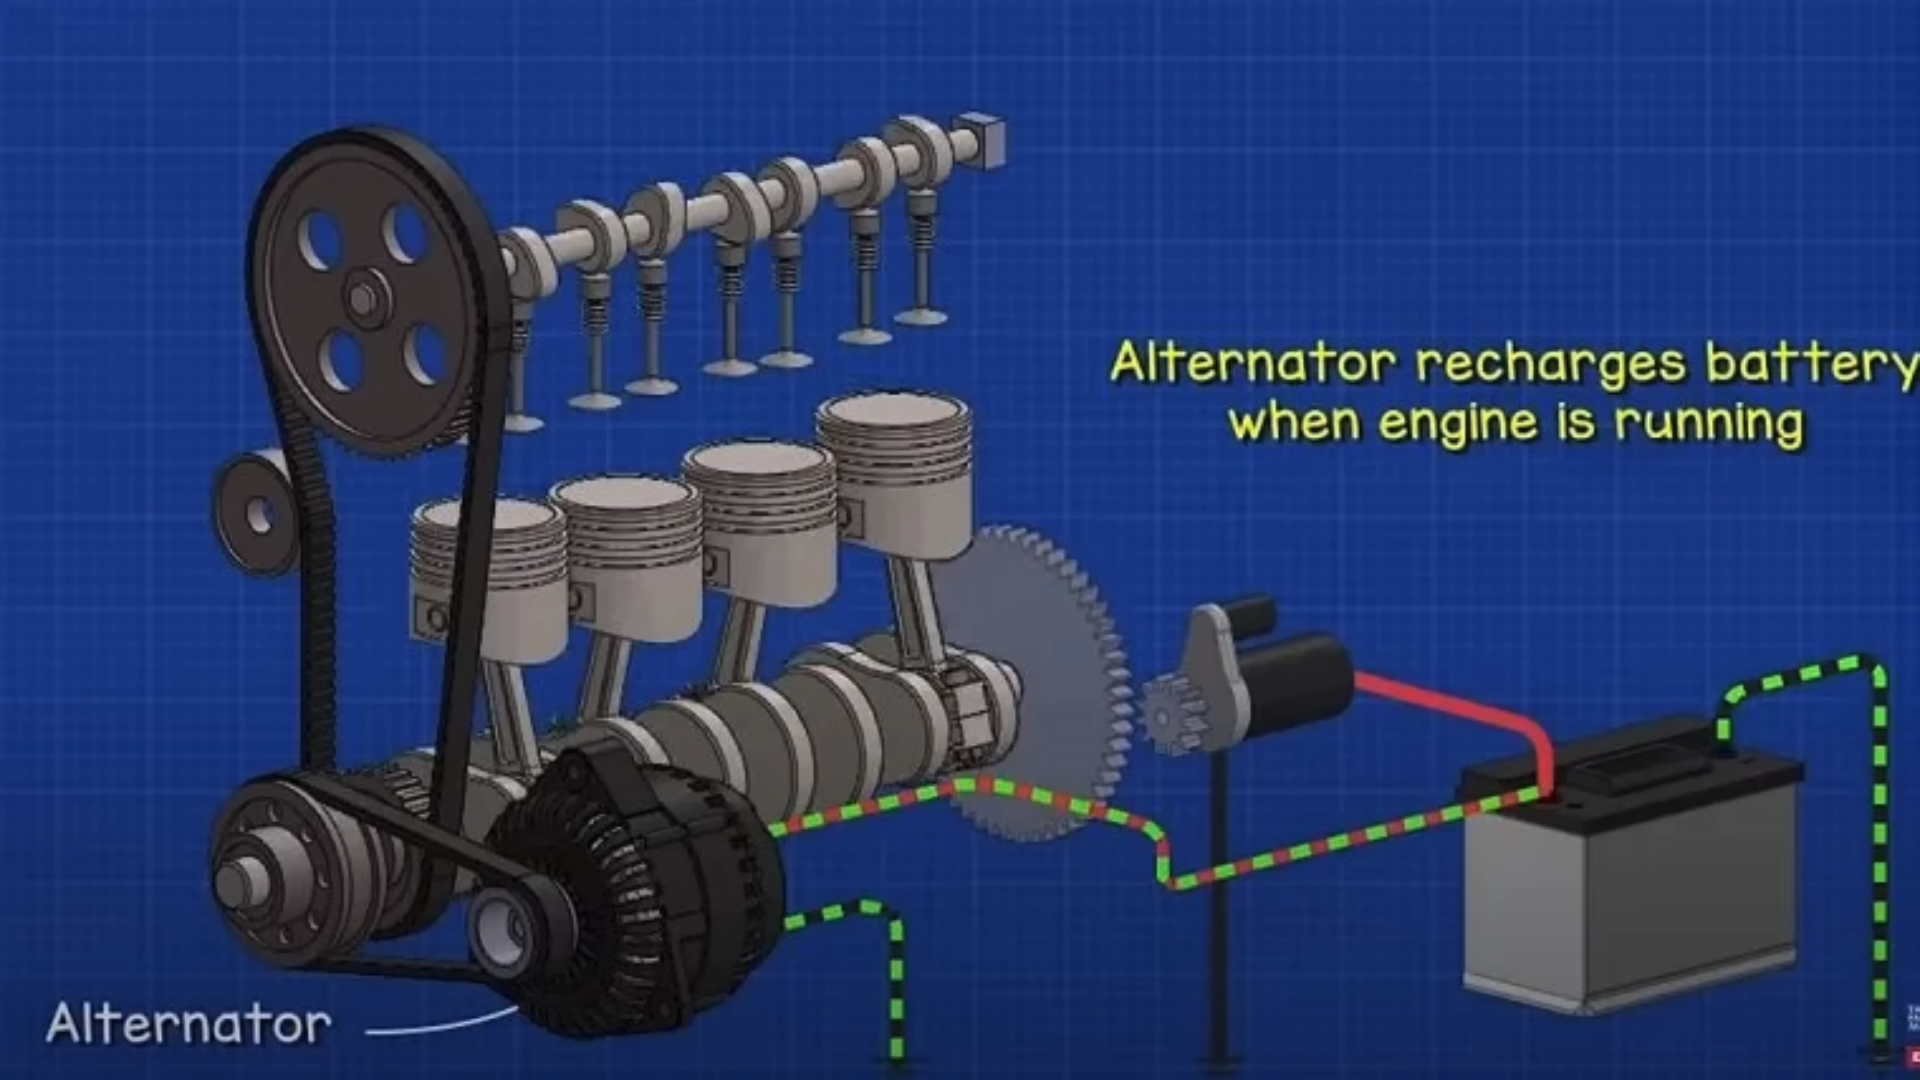 Alternator recharges battery
when engine is running
Alternator